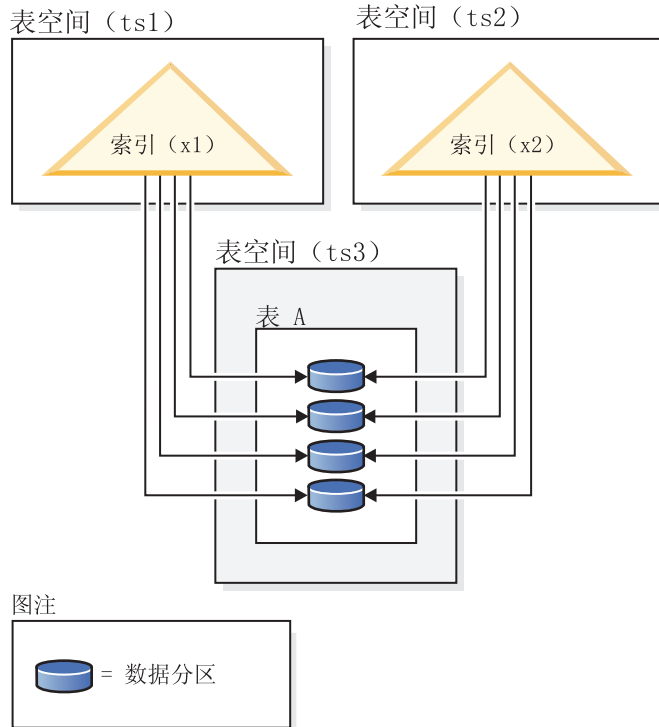 表空间（ts1）
表空间（ts2）
索引（x1）
索引（x2）
表空间（ts3）
表 A
图注
= 数据分区